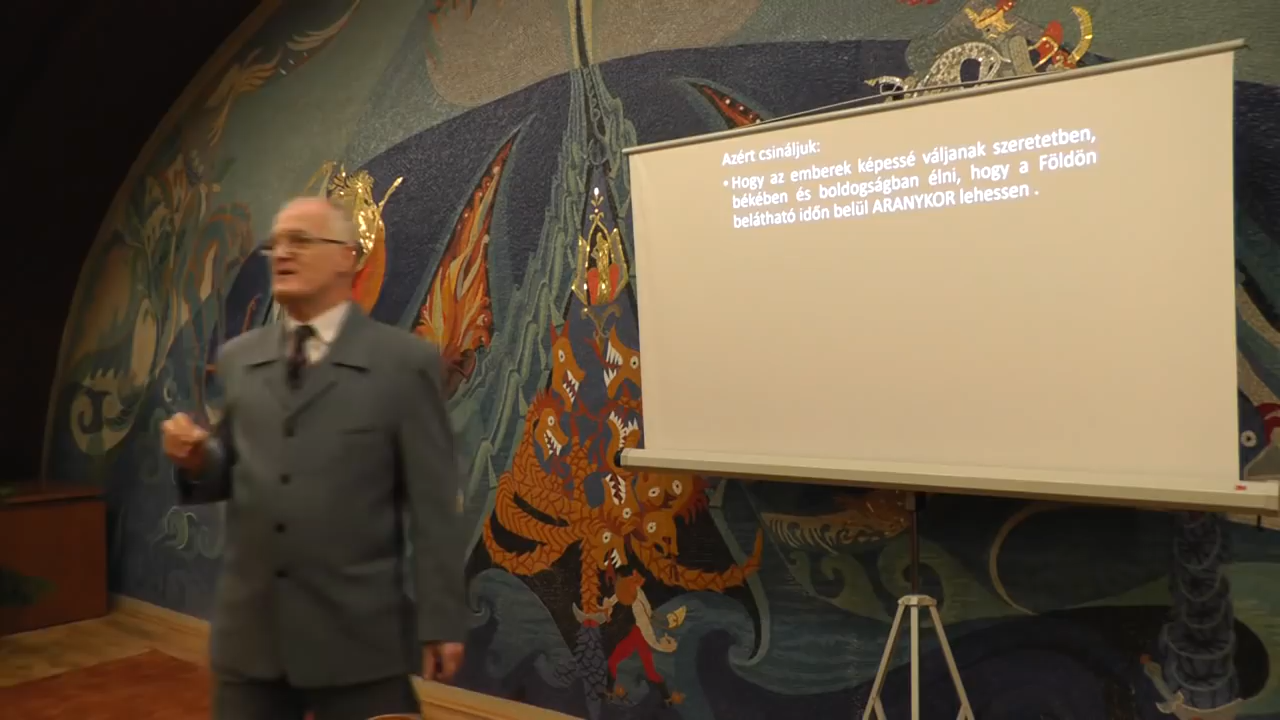 Azért csináljuk:
• Hogy az emberek képessé váljanak szeretetben,
békében és boldogságban élni, hogy a Földön
belátható időn belül ARANYKOR lehessen .